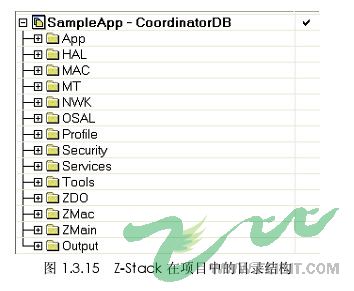 SampleApp - CoordinatorDB
App
HAL
MAC
MT
NWK
OSAL
Profile
Security
Services
Tools
ZDO
ZMac
ZMain
Output
图 1.3.15 Z-Stack 在项目中的目录结构